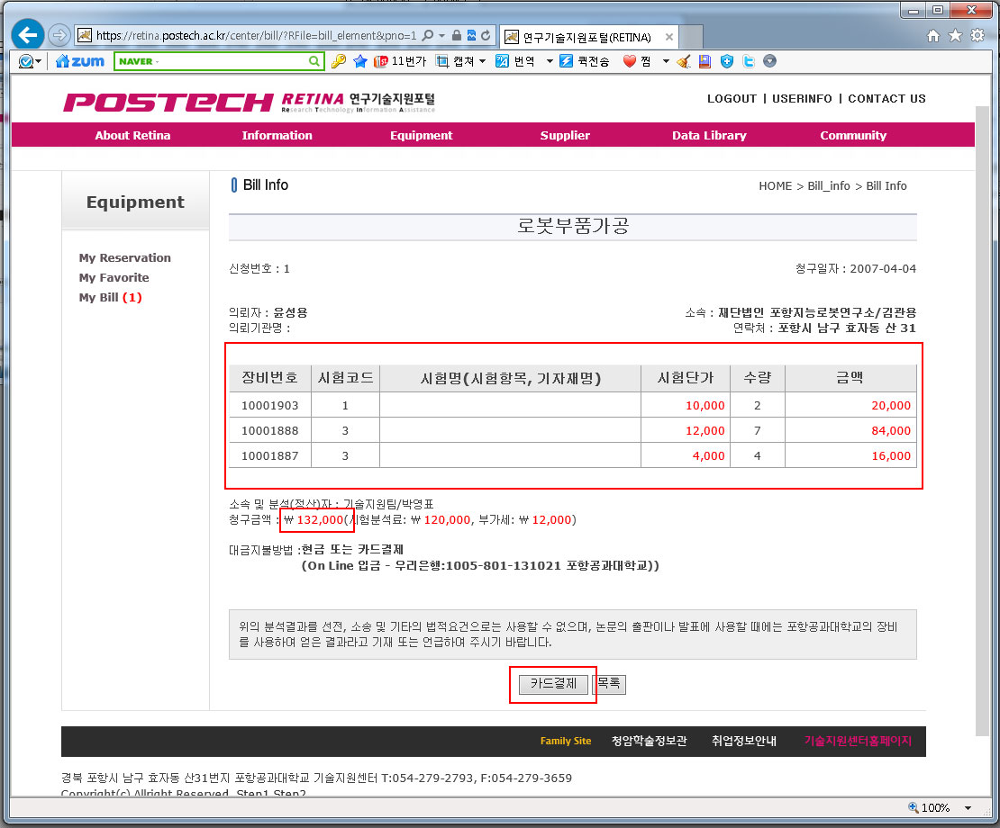 https://retina.postech.ac.kr/center/bill/?RFile=bill_element&pno=1
연구기술지원포털(RETINA)
zum NAVER 11번가 캡쳐 번역 퀵전송 찜
POSTECH RETINA 연구기술지원포털
Research Technology Information Assistance
LOGOUT | USERINFO | CONTACT US
About Retina Information Equipment Supplier Data Library Community
Equipment
My Reservation
My Favorite
My Bill (1)
Bill Info
HOME > Bill_info > Bill Info
로봇부품가공
신청번호 : 1 청구일자 : 2007-04-04
의뢰자 : 윤성용 소속 : 재단법인 포항지능로봇연구소/김관용
의뢰기관명 : 연락처 : 포항시 남구 효자동 산 31
장비번호 시험코드 시험명(시험항목, 기자재명) 시험단가 수량 금액
10001903 1 10,000 2 20,000
10001888 3 12,000 7 84,000
10001887 3 4,000 4 16,000
소속 및 분석(정산)자 : 기술지원팀/박영표
청구금액 : ₩ 132,000(시험분석료: ₩ 120,000, 부가세: ₩ 12,000)
대금지불방법 :현금 또는 카드결제
(On Line 입금 - 우리은행:1005-801-131021 포항공과대학교))
위의 분석결과를 선전, 소송 및 기타의 법적요건으로는 사용할 수 없으며, 논문의 출판이나 발표에 사용할 때에는 포항공과대학교의 장비
를 사용하여 얻은 결과라고 기재 또는 언급하여 주시기 바랍니다.
카드결제 목록
Family Site 청암학술정보관 취업정보안내 기술지원센터홈페이지
경북 포항시 남구 효자동 산31번지 포항공과대학교 기술지원센터 T:054-279-2793, F:054-279-3659
Copyright(c) Allright Reserved. Step1 Step2
100%